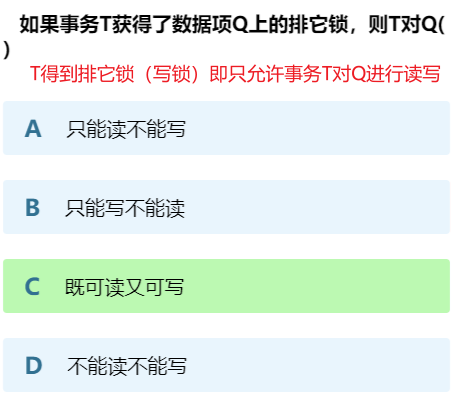 如果事务T获得了数据项Q上的排它锁，则T对Q(
)
T得到排它锁（写锁）即只允许事务T对Q进行读写
A 只能读不能写
B 只能写不能读
C 既可读又可写
D 不能读不能写